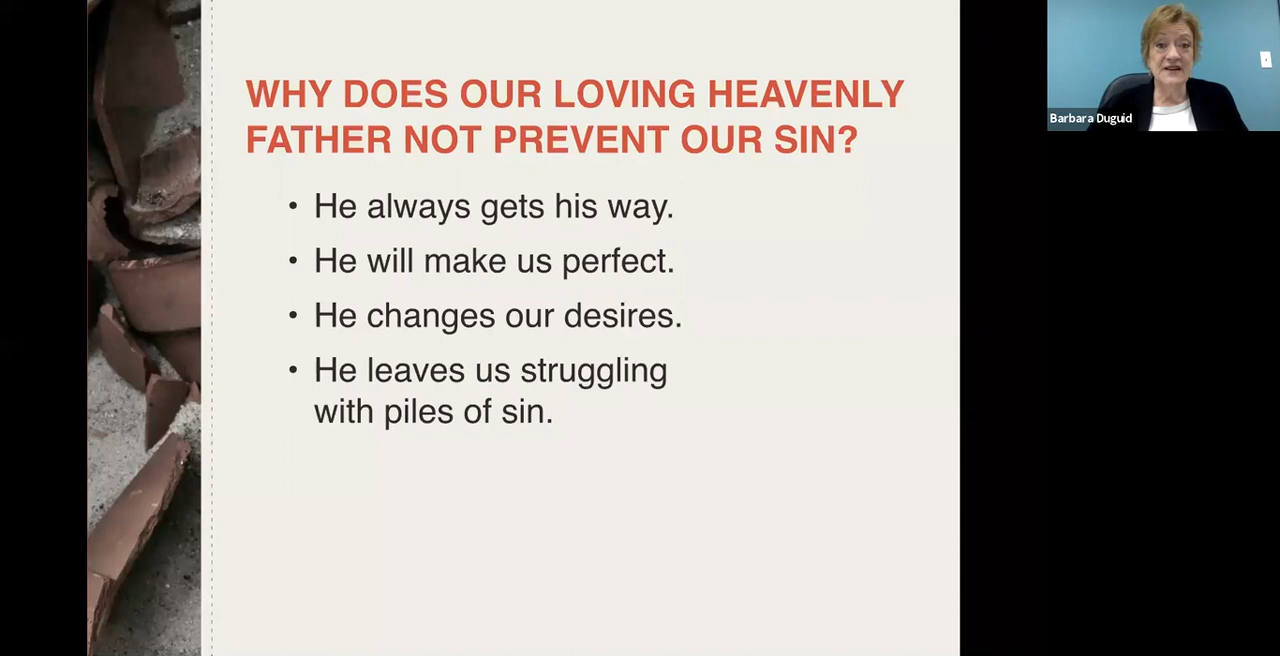 WHY DOES OUR LOVING HEAVENLY
FATHER NOT PREVENT OUR SIN?
• He always gets his way.
• He will make us perfect.
• He changes our desires.
• He leaves us struggling
with piles of sin.
Barbara Duguid